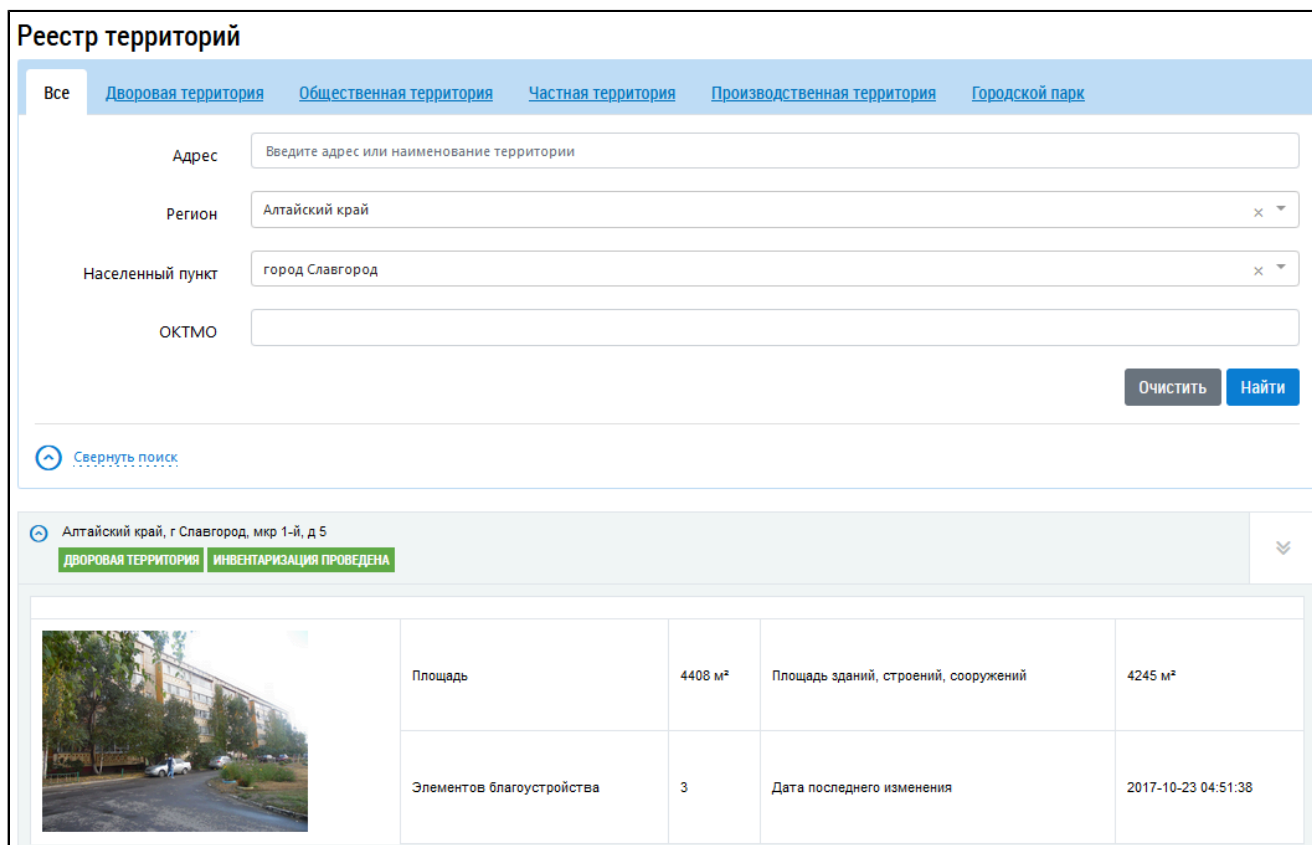 Реестр территорий
Все Дворовая территория Общественная территория Частная территория Производственная территория Городской парк
Адрес Введите адрес или наименование территории
Регион Алтайский край ×
Населенный пункт город Славгород ×
ОКТМО
Очистить Найти
Свернуть поиск
Алтайский край, г Славгород, мкр 1-й, д 5
ДВОРОВАЯ ТЕРРИТОРИЯ ИНВЕНТАРИЗАЦИЯ ПРОВЕДЕНА
Площадь 4408 м² Площадь зданий, строений, сооружений 4245 м²
Элементов благоустройства 3 Дата последнего изменения 2017-10-23 04:51:38